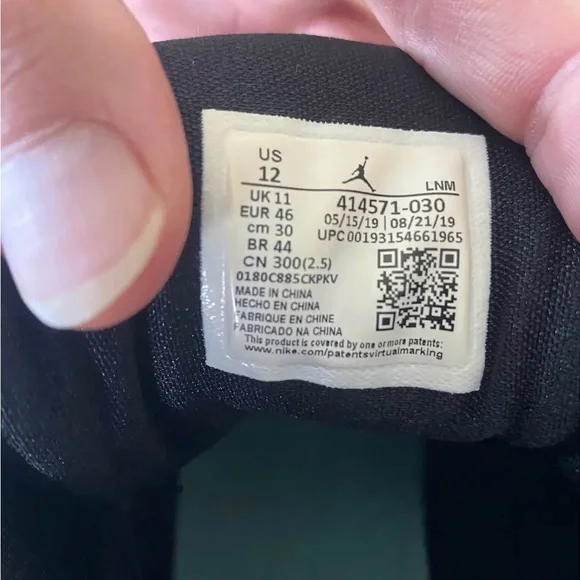 US
12
LNM
UK 11
414571-030
EUR 46
05/15/19 | 08/21/19
cm 30
UPC 00193154661965
BR 44
CN 300(2.5)
0180C885CKPKV
MADE IN CHINA
HECHO EN CHINA
FABRIQUE EN CHINE
FABRICADO NA CHINA
This product is covered by one or more patents:
www.nike.com/patentsvirtualmarking